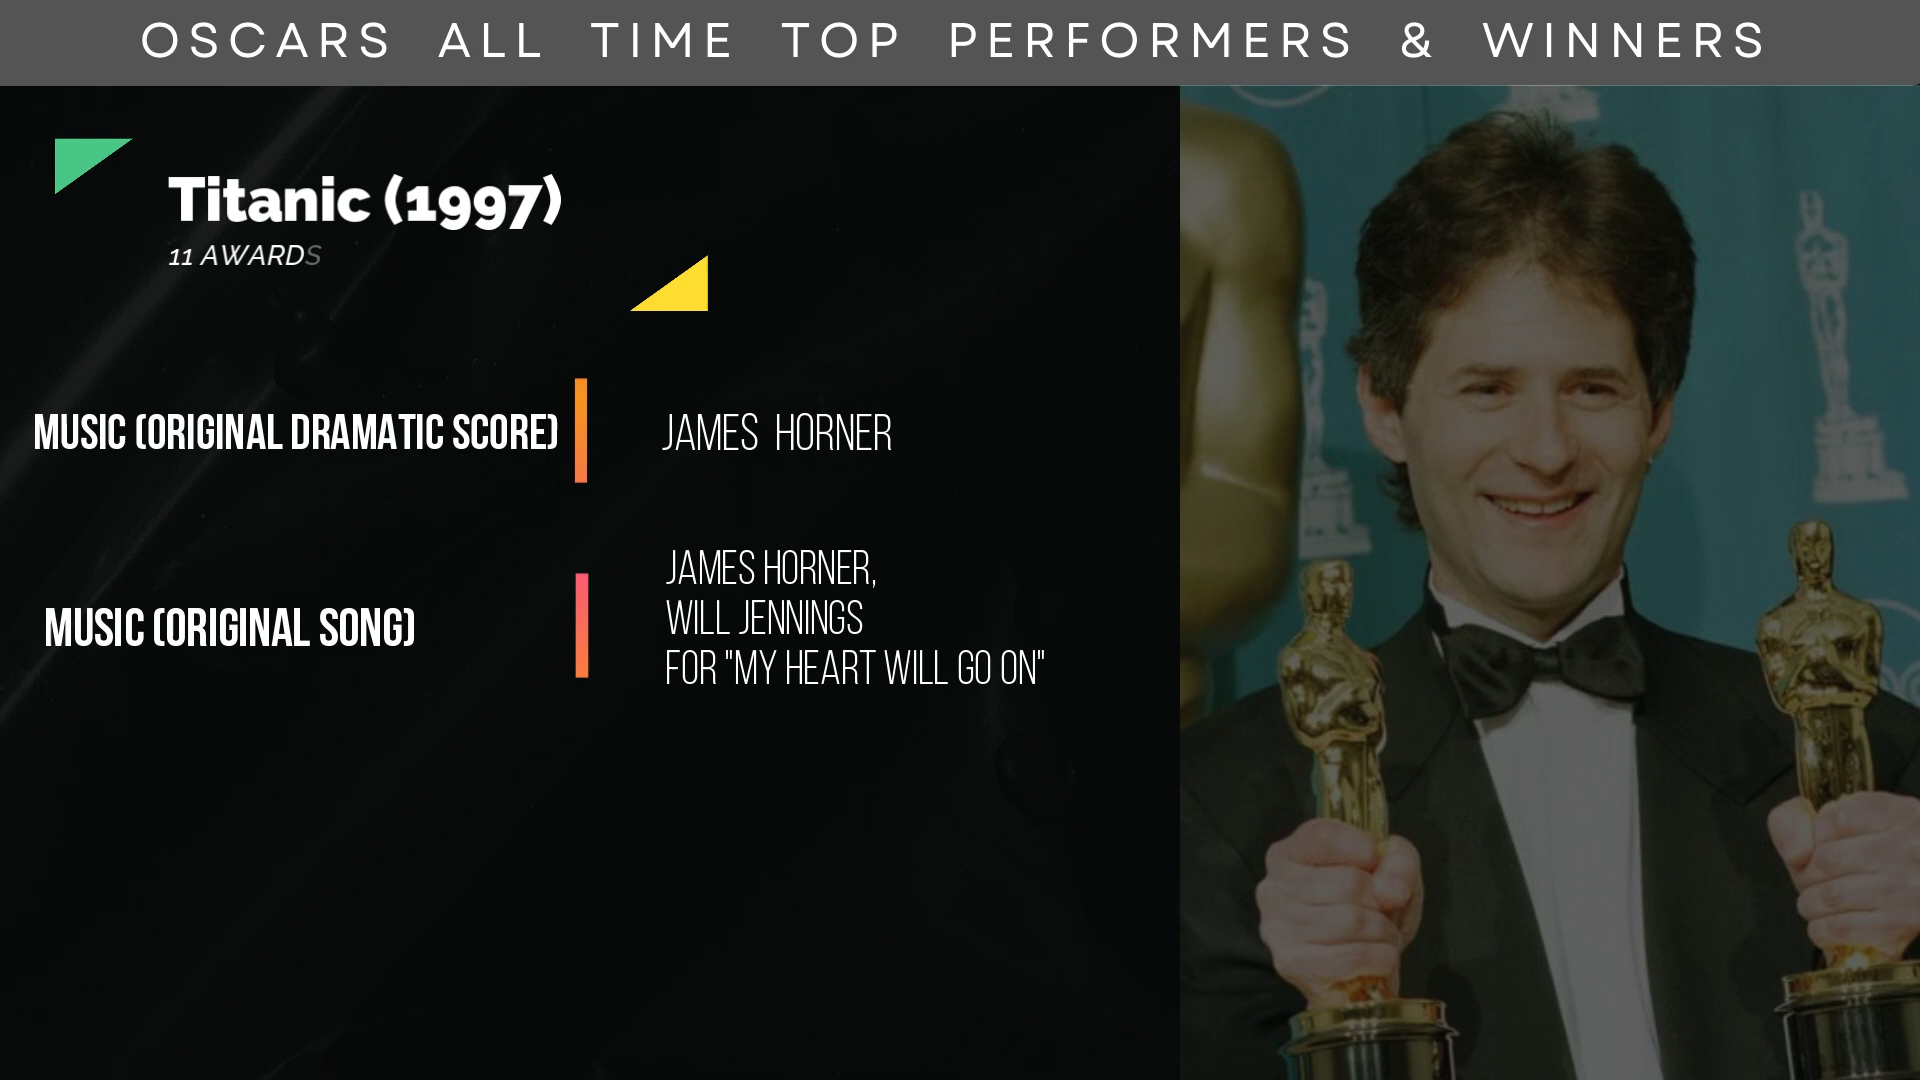 OSCARS ALL TIME TOP PERFORMERS & WINNERS
Titanic (1997)
11 AWARDS
MUSIC (ORIGINAL DRAMATIC SCORE)
JAMES HORNER
MUSIC (ORIGINAL SONG)
JAMES HORNER,
WILL JENNINGS
FOR "MY HEART WILL GO ON"